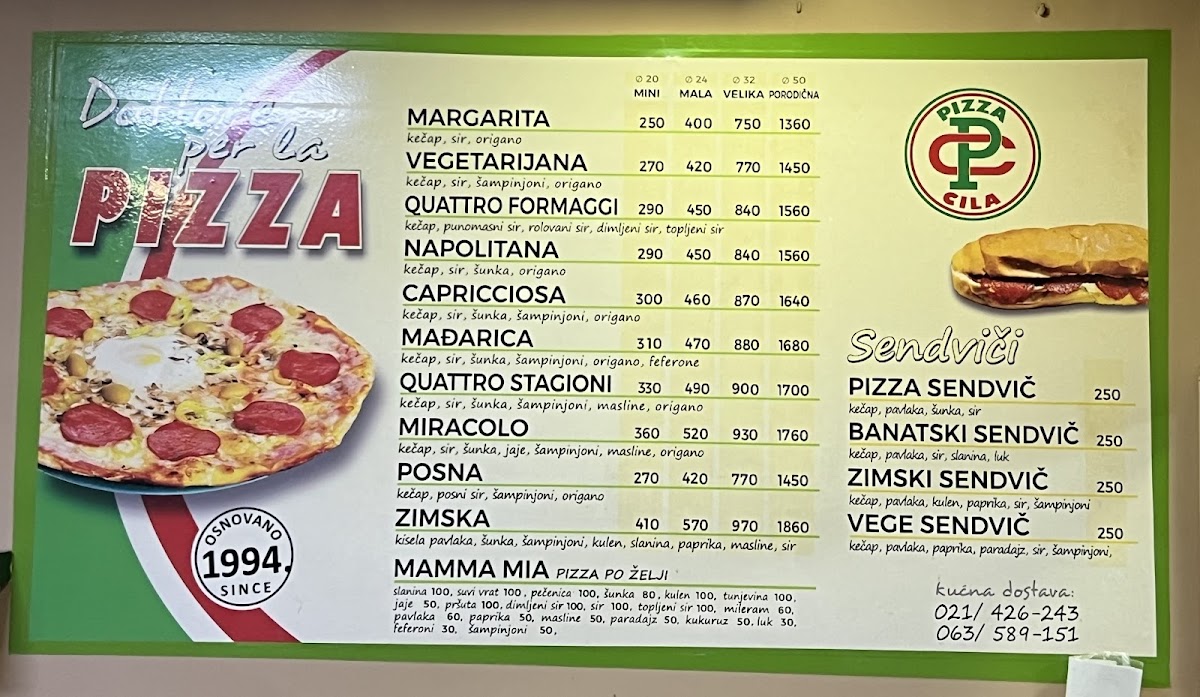 Dottore
per la
PIZZA
OSNOVANO
1994.
SINCE
Ø 20 Ø 24 Ø 32 Ø 50
MINI MALA VELIKA PORODIČNA
MARGARITA 250 400 750 1360
kečap, sir, origano
VEGETARIJANA 270 420 770 1450
kečap, sir, šampinjoni, origano
QUATTRO FORMAGGI 290 450 840 1560
kečap, punomasni sir, rolovani sir, dimljeni sir, topljeni sir
NAPOLITANA 290 450 840 1560
kečap, sir, šunka, origano
CAPRICCIOSA 300 460 870 1640
kečap, sir, šunka, šampinjoni, origano
MAĐARICA 310 470 880 1680
kečap, sir, šunka, šampinjoni, origano, feferone
QUATTRO STAGIONI 330 490 900 1700
kečap, sir, šunka, šampinjoni, masline, origano
MIRACOLO 360 520 930 1760
kečap, sir, šunka, jaje, šampinjoni, masline, origano
POSNA 270 420 770 1450
kečap, posni sir, šampinjoni, origano
ZIMSKA 410 570 970 1860
kisela pavlaka, šunka, šampinjoni, kulen, slanina, paprika, masline, sir
MAMMA MIA PIZZA PO ŽELJI
slanina 100, suvi vrat 100, pečenica 100, šunka 80, kulen 100, tunjevina 100,
jaje 50, pršuta 100, dimljeni sir 100, sir 100, topljeni sir 100, mileram 60,
pavlaka 60, paprika 50, masline 50, paradajz 50, kukuruz 50, luk 30,
feferoni 30, šampinjoni 50,
PIZZA
PC
CILA
Sendviči
PIZZA SENDVIČ 250
kečap, pavlaka, šunka, sir
BANATSKI SENDVIČ 250
kečap, pavlaka, sir, slanina, luk
ZIMSKI SENDVIČ 250
kečap, pavlaka, kulen, paprika, sir, šampinjoni
VEGE SENDVIČ 250
kečap, pavlaka, paprika, paradajz, sir, šampinjoni,
kućna dostava:
021/ 426-243
063/ 589-151